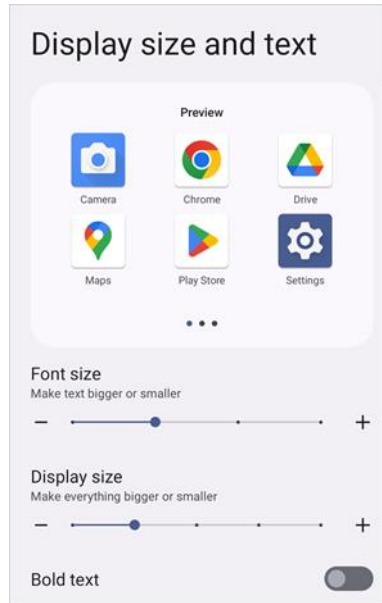 Display size and text
Preview
Camera Chrome Drive
Maps Play Store Settings
Font size
Make text bigger or smaller
Display size
Make everything bigger or smaller
Bold text